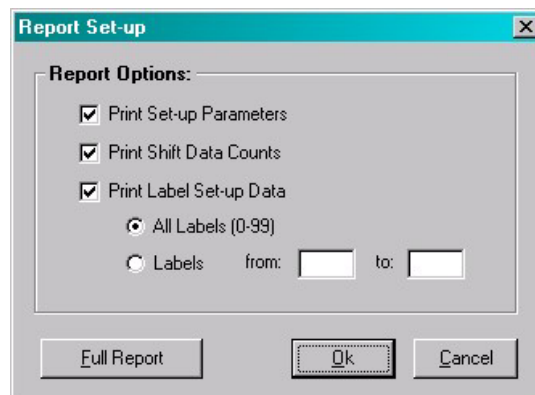 Report Set-up
Report Options:
Print Set-up Parameters
Print Shift Data Counts
Print Label Set-up Data
All Labels (0-99)
Labels from: to:
Full Report Ok Cancel